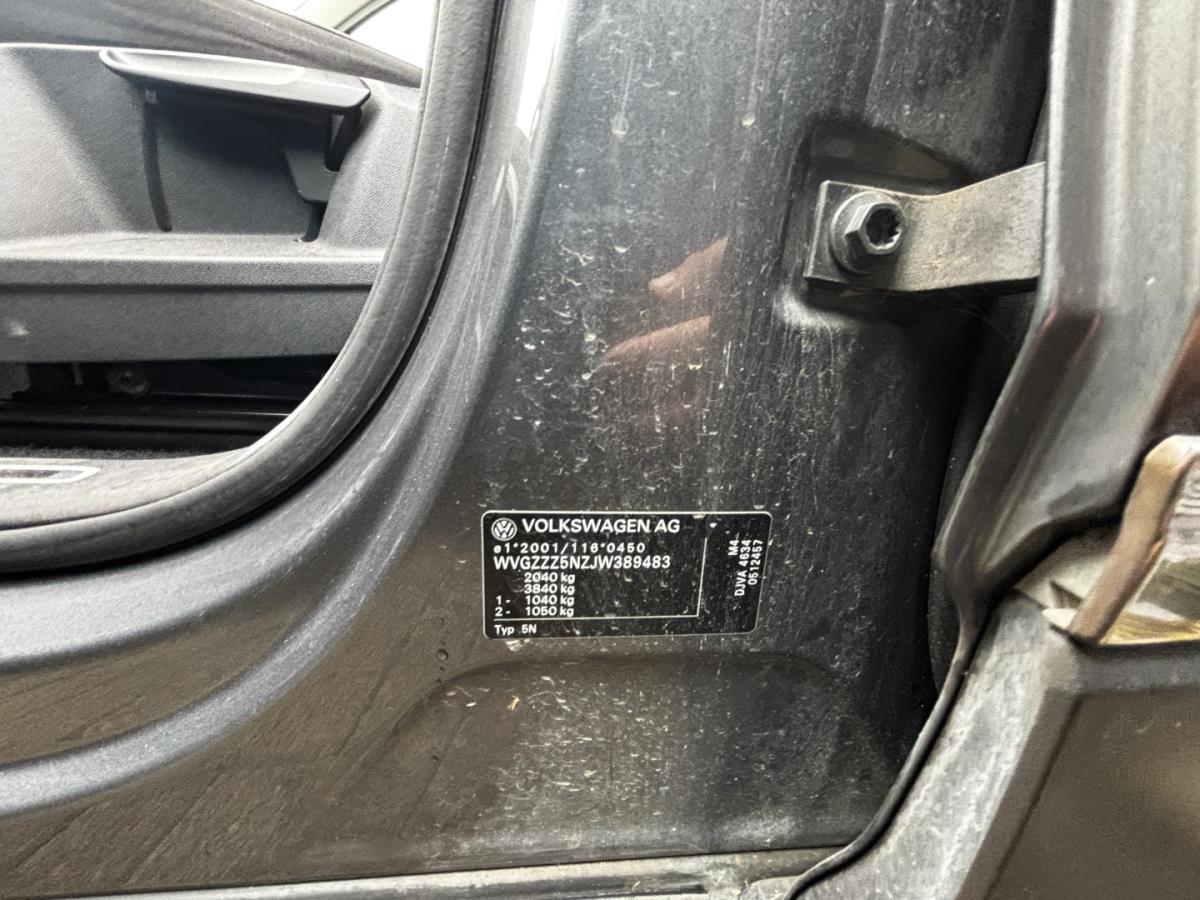 VOLKSWAGEN AG
e1*2001/116*0450
WVGZZZ5NZJW389483
2040 kg
3840 kg
1- 1040 kg
2- 1050 kg
Typ 5N
M4
DJVA 4634
0512457